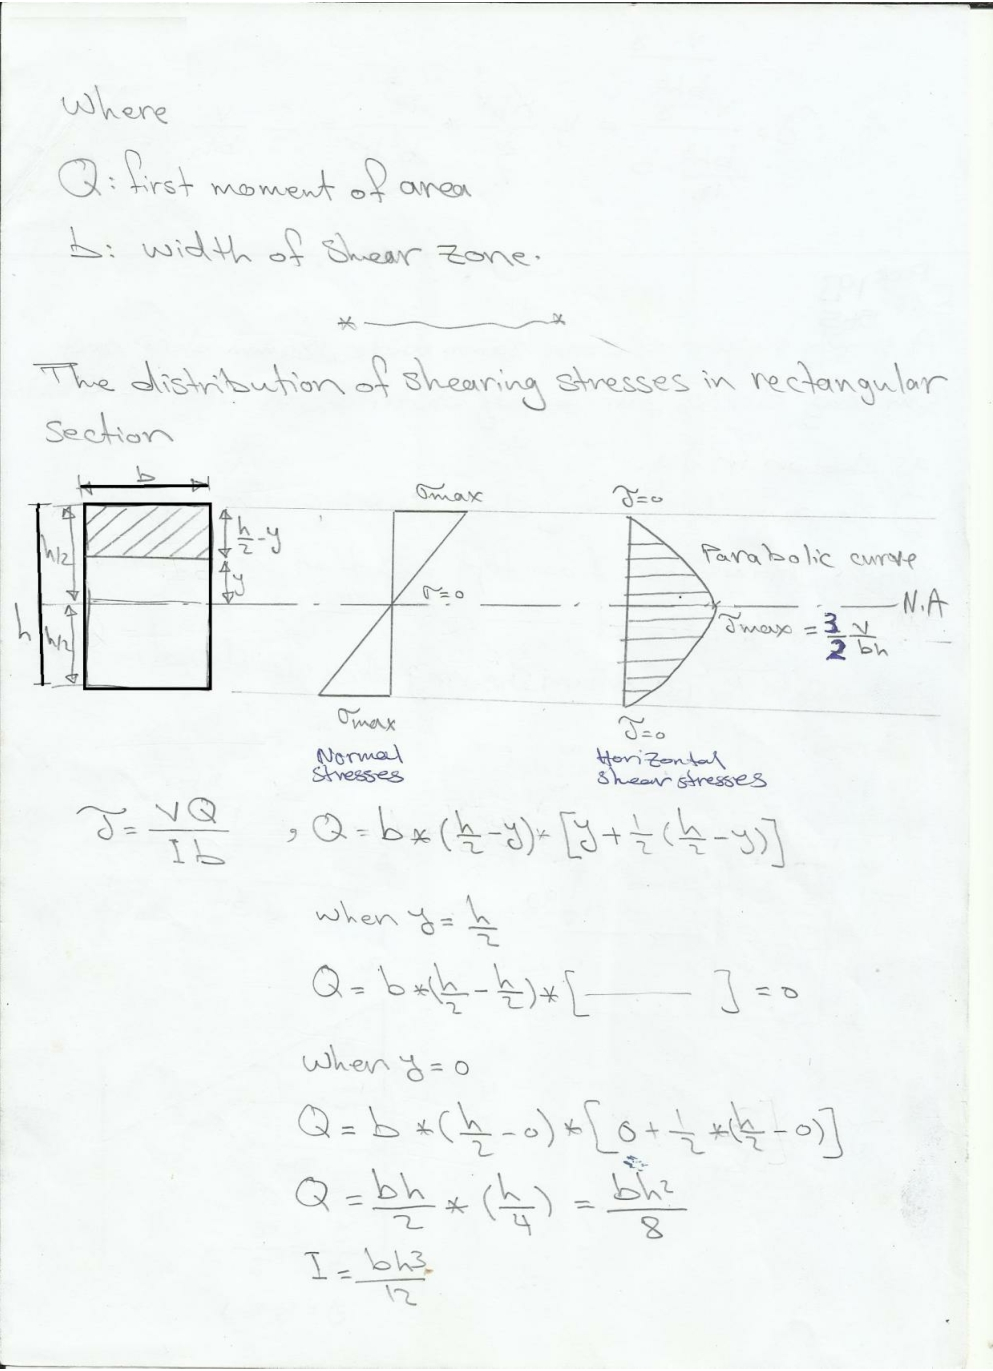 Where
Q: first moment of area
b: width of shear zone.
The distribution of shearing stresses in rectangular
section
b
σmax
τ=0
h/2
h/2 - y
Parabolic curve
y
σ=0
N.A
h
h/2
τmax = 3/2 V/bh
σmax
τ=0
Normal
stresses
Horizontal
shear stresses
τ = VQ/Ib , Q = b*(h/2-y)*[y+1/2(h/2-y)]
when y = h/2
Q = b*(h/2-h/2)*[ —— ] = 0
when y = 0
Q = b*(h/2-0)*[0+1/2*(h/2-0)]
Q = bh/2 * (h/4) = bh²/8
I = bh³/12